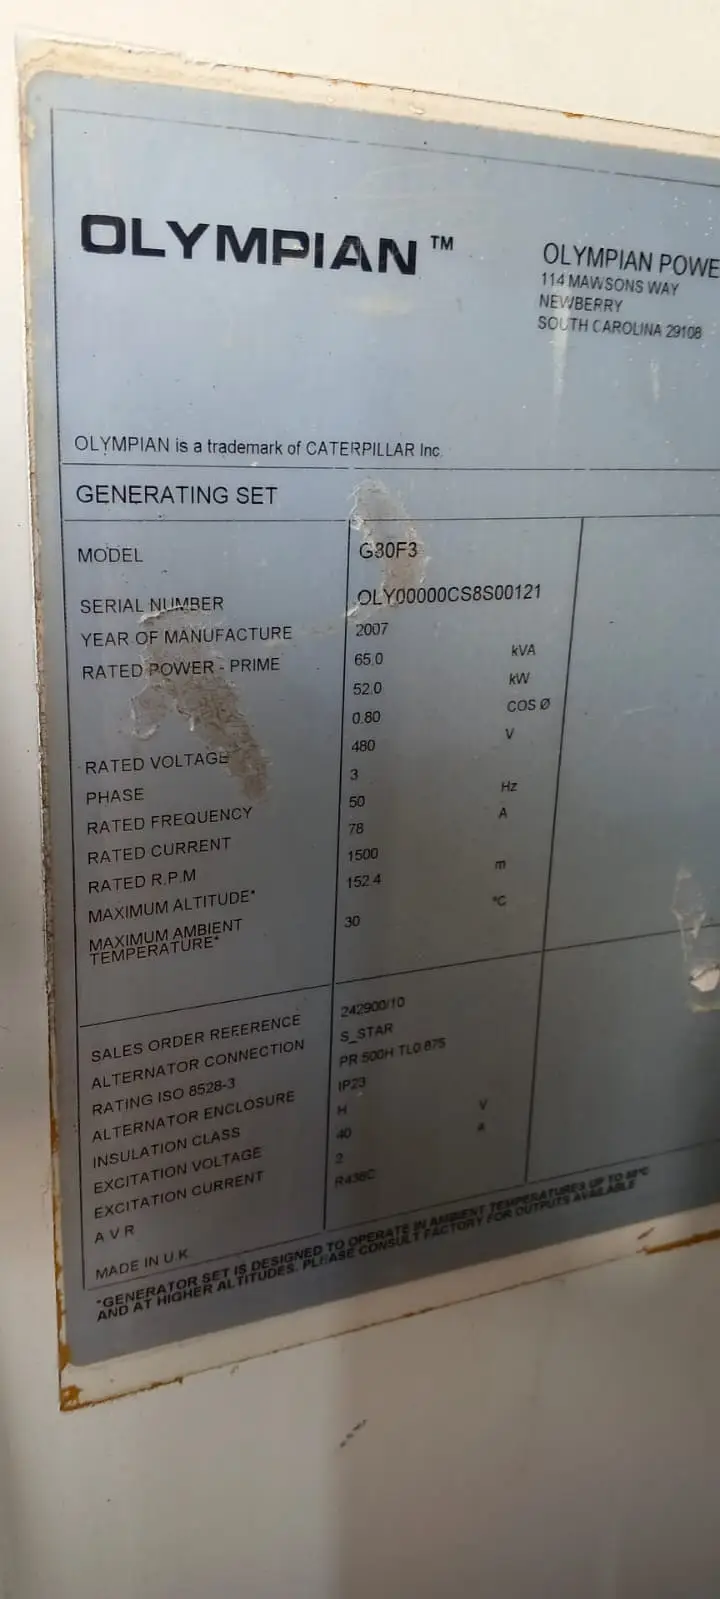 OLYMPIAN™
OLYMPIAN POWE
114 MAWSONS WAY
NEWBERRY
SOUTH CAROLINA 29108
OLYMPIAN is a trademark of CATERPILLAR Inc.
GENERATING SET
MODEL G30F3
SERIAL NUMBER OLY00000CS8S00121
YEAR OF MANUFACTURE 2007
RATED POWER - PRIME 65.0 kVA
52.0 kW
0.80 COS Ø
RATED VOLTAGE 480 V
PHASE 3
RATED FREQUENCY 50 Hz
RATED CURRENT 78 A
RATED R.P.M 1500
MAXIMUM ALTITUDE* 152.4 m
MAXIMUM AMBIENT
TEMPERATURE* 30 °C
SALES ORDER REFERENCE 242900/10
ALTERNATOR CONNECTION S_STAR
RATING ISO 8528-3 PR 500H TL0.875
ALTERNATOR ENCLOSURE IP23
INSULATION CLASS H
EXCITATION VOLTAGE 40 V
EXCITATION CURRENT 2 A
A V R R438C
MADE IN U.K.
*GENERATOR SET IS DESIGNED TO OPERATE IN AMBIENT TEMPERATURES UP TO
AND AT HIGHER ALTITUDES. PLEASE CONSULT FACTORY FOR OUTPUTS AVAILABLE